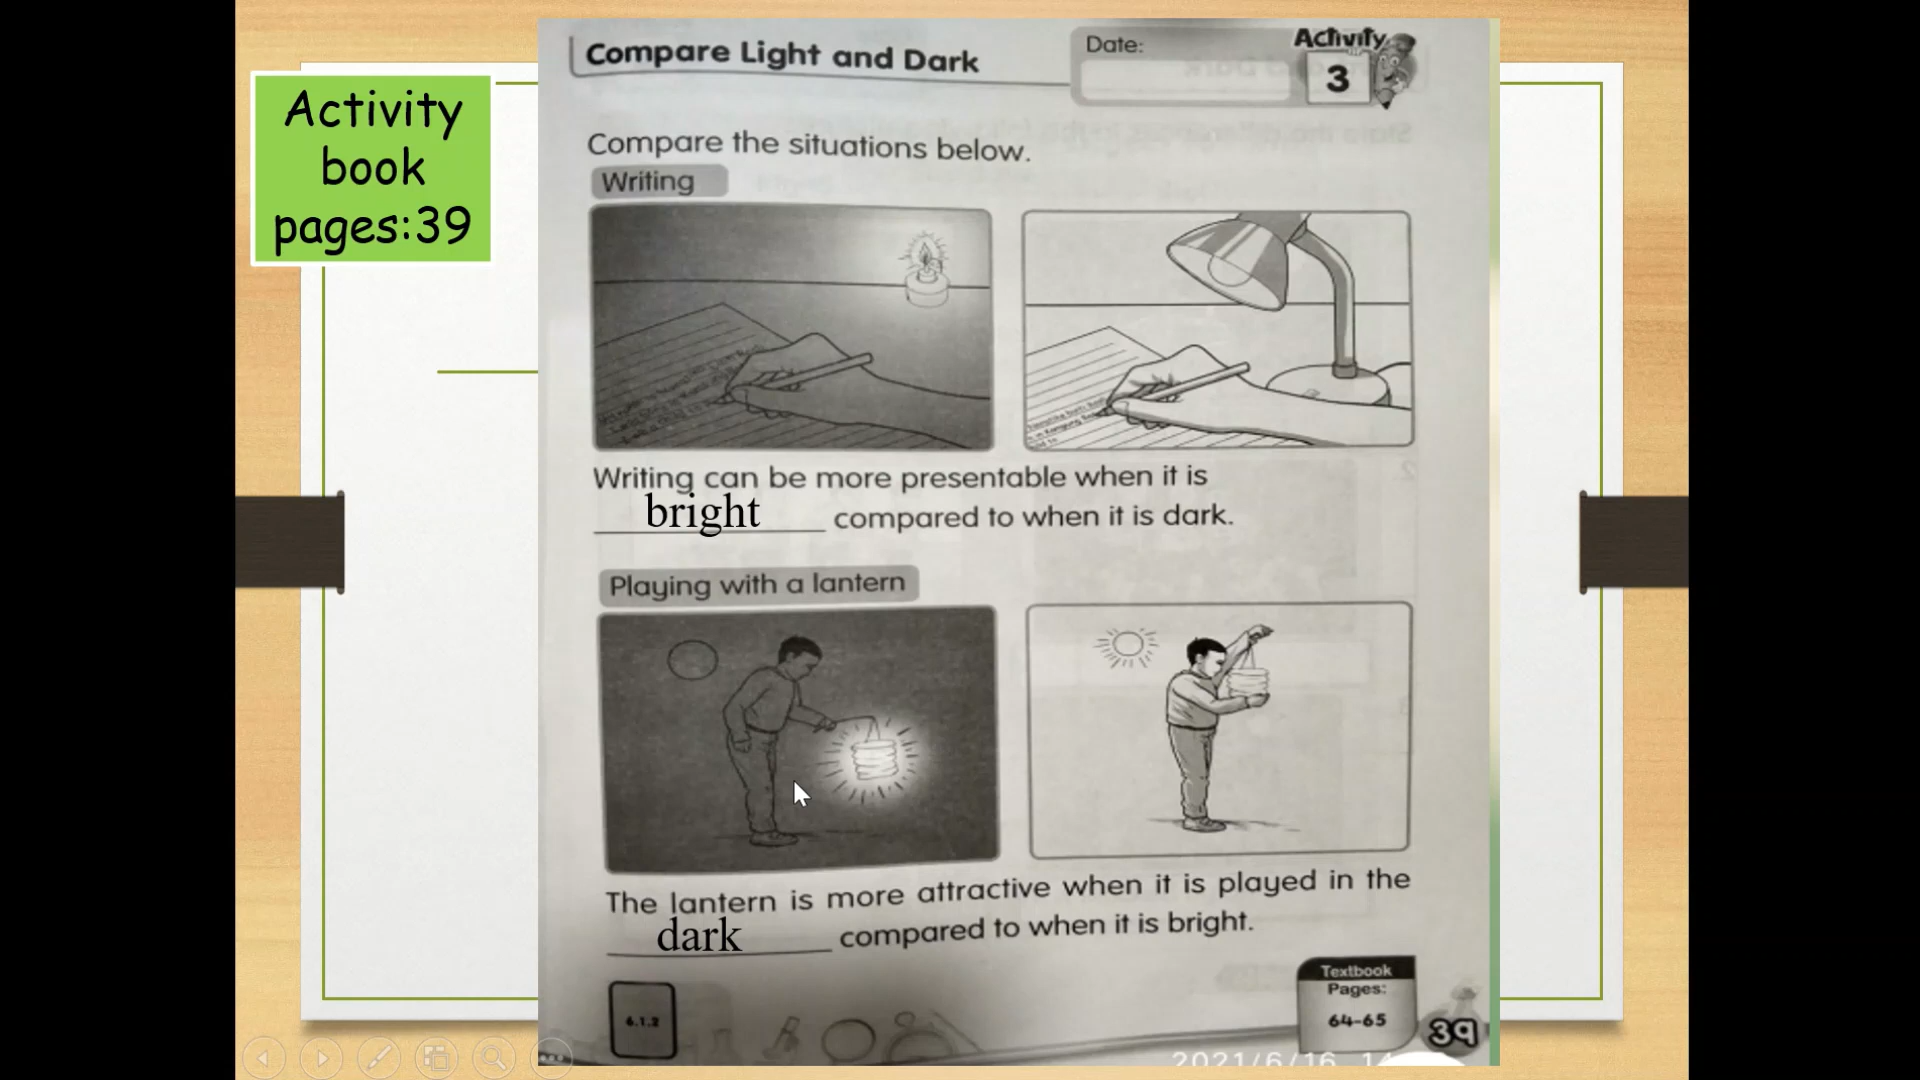 Activity
book
pages:39
Compare Light and Dark
Date:
Activity
3
Compare the situations below.
Writing
Writing can be more presentable when it is
bright compared to when it is dark.
Playing with a lantern
The lantern is more attractive when it is played in the
dark compared to when it is bright.
6.1.2
Textbook
Pages:
64-65
39
2021/6/16